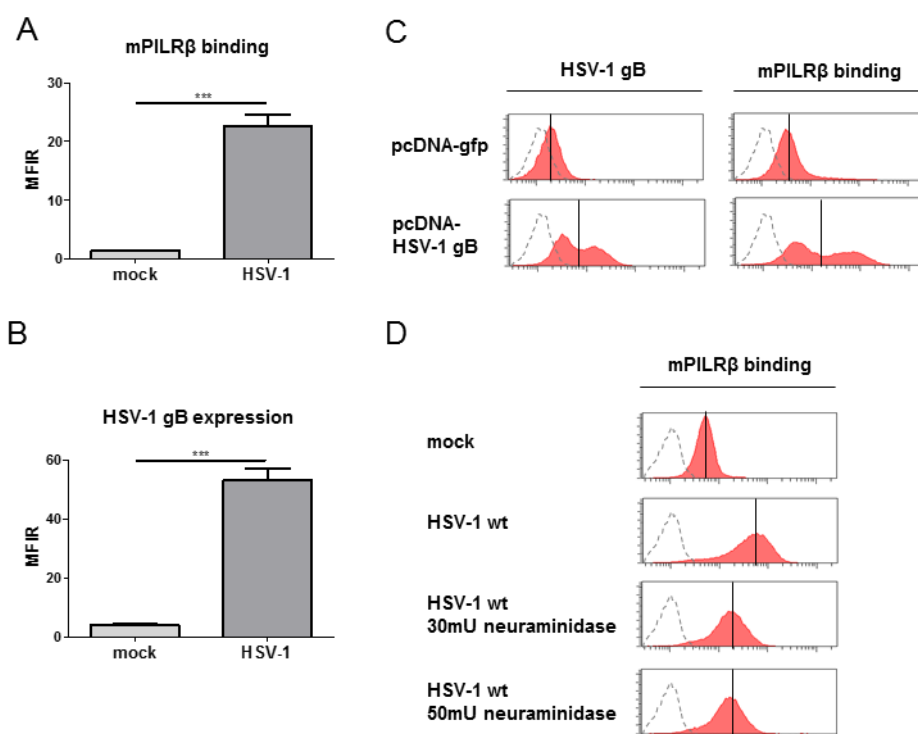 A
mPILRβ binding
30
20
10
0
MFIR
***
mock
HSV-1
B
HSV-1 gB expression
60
40
20
0
MFIR
***
mock
HSV-1
C
HSV-1 gB
mPILRβ binding
pcDNA-gfp
pcDNA-
HSV-1 gB
D
mPILRβ binding
mock
HSV-1 wt
HSV-1 wt
30mU neuraminidase
HSV-1 wt
50mU neuraminidase